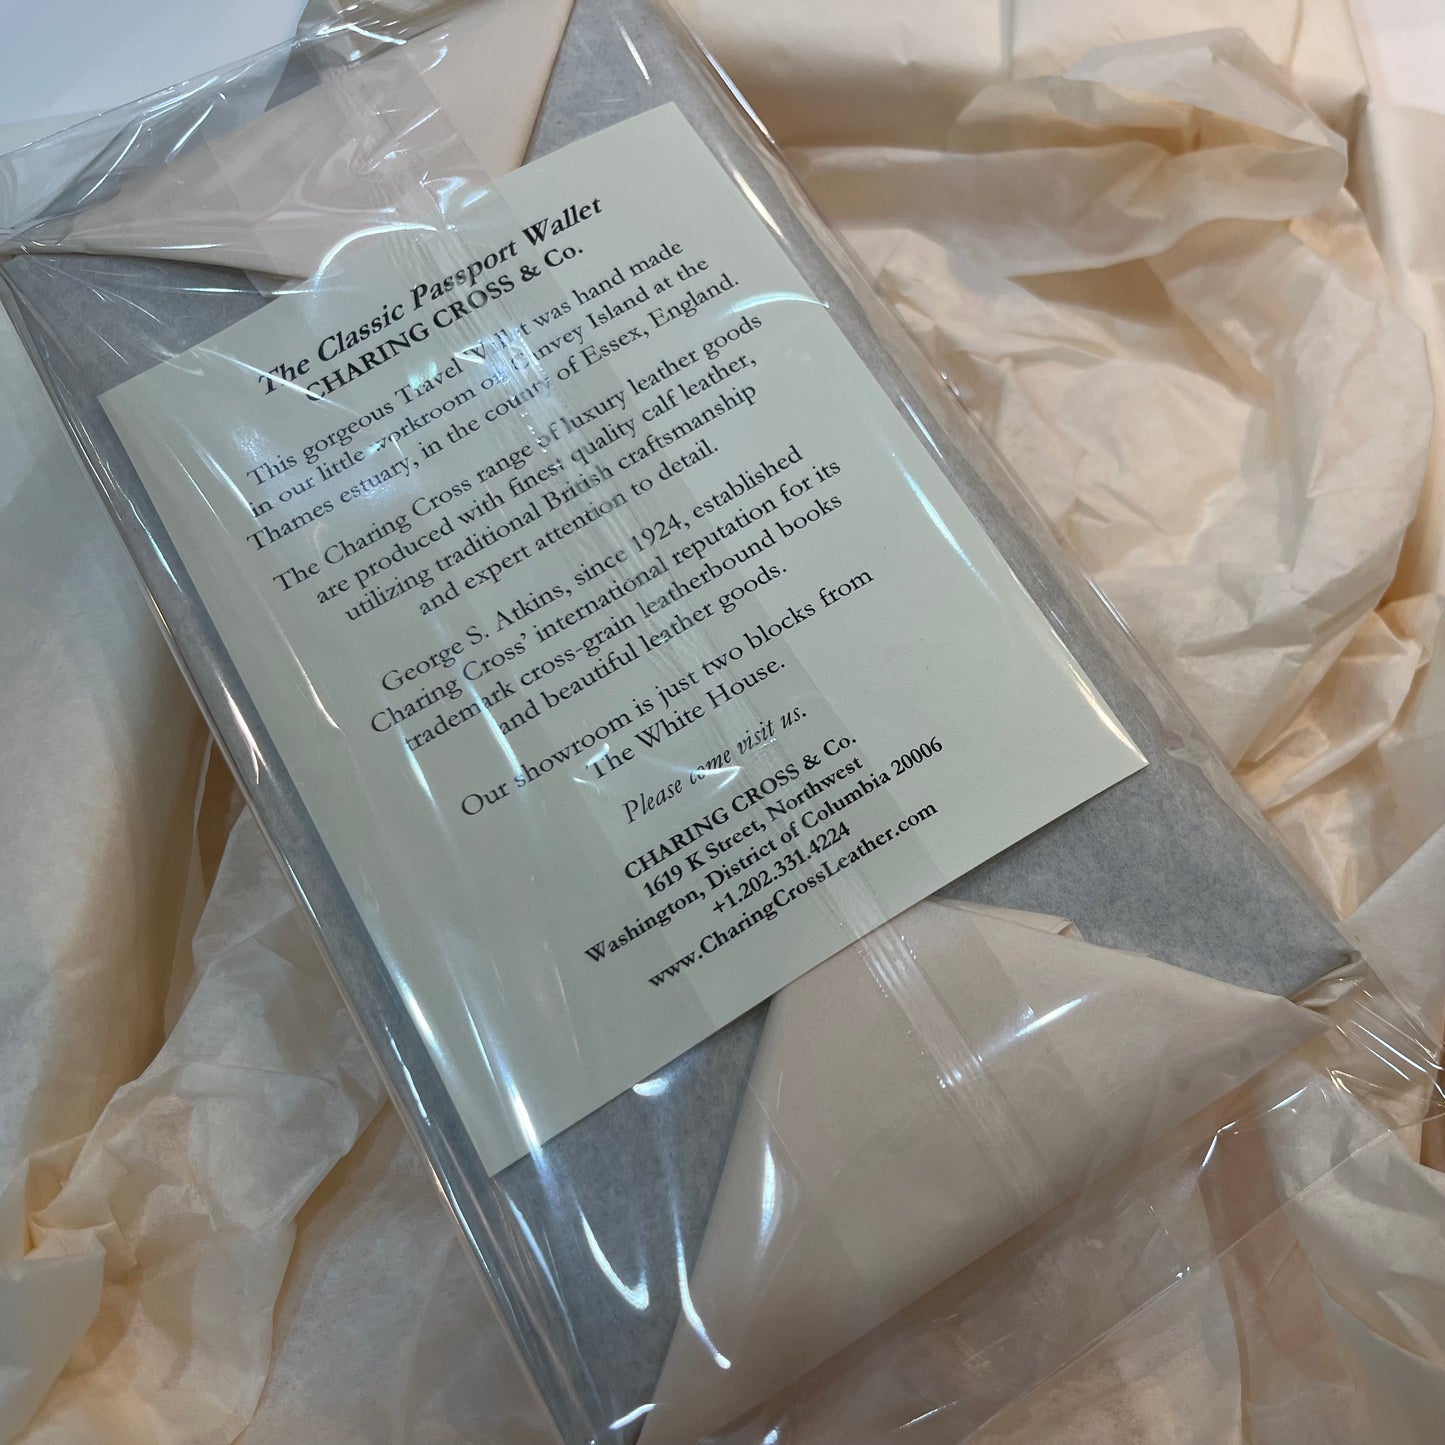 The Classic Passport Wallet
CHARING CROSS & Co.
This gorgeous Travel Wallet was hand made
in our little workroom on Canvey Island at the
Thames estuary, in the county of Essex, England.
The Charing Cross range of luxury leather goods
are produced with finest quality calf leather,
utilizing traditional British craftsmanship
and expert attention to detail.
George S. Atkins, since 1924, established
Charing Cross’ international reputation for its
trademark cross-grain leatherbound books
and beautiful leather goods.
Our showroom is just two blocks from
The White House.
Please come visit us.
CHARING CROSS & Co.
1619 K Street, Northwest
Washington, District of Columbia 20006
+1.202.331.4224
www.CharingCrossLeather.com